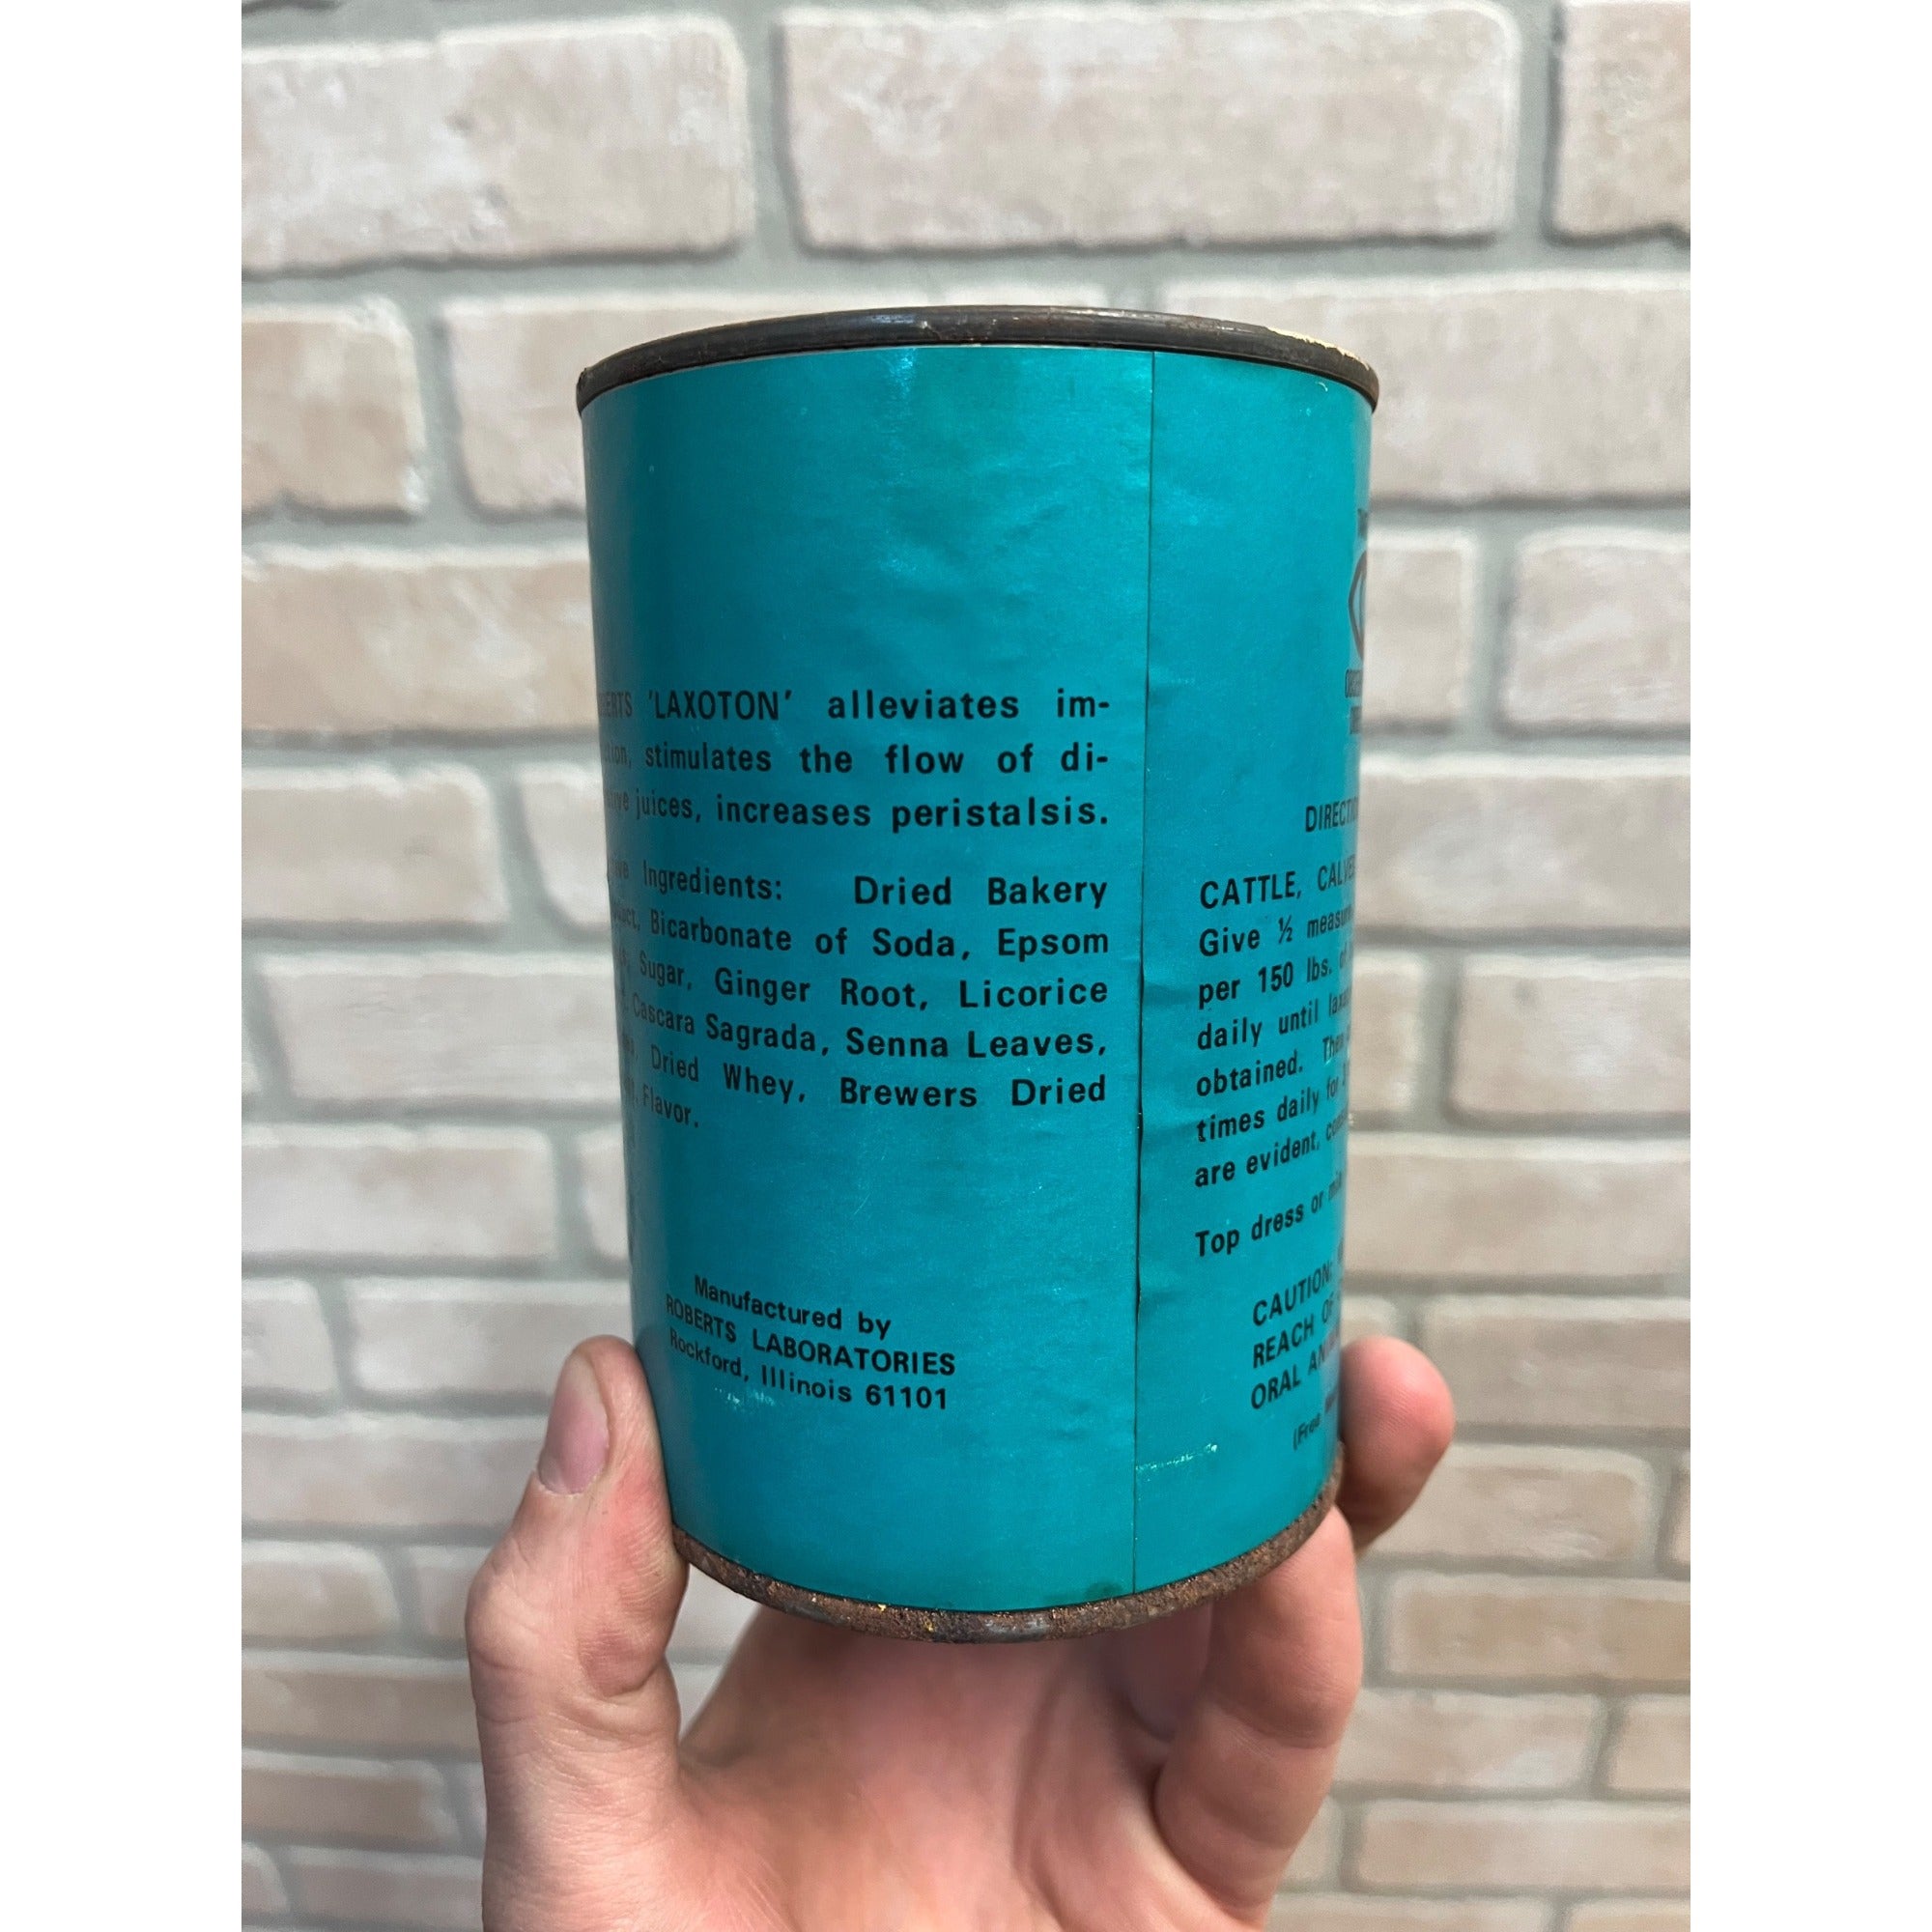 'LAXOTON' alleviates im-
stimulates the flow of di-
juices, increases peristalsis.
Ingredients: Dried Bakery
Bicarbonate of Soda, Epsom
Sugar, Ginger Root, Licorice
Cascara Sagrada, Senna Leaves,
Dried Whey, Brewers Dried
Flavor.
Manufactured by
ROBERTS LABORATORIES
Rockford, Illinois 61101
CATTLE,
Give ½
per 150 lbs.
daily until
obtained.
times daily for
are evident,
Top dress or
CAUTION:
REACH OF
ORAL